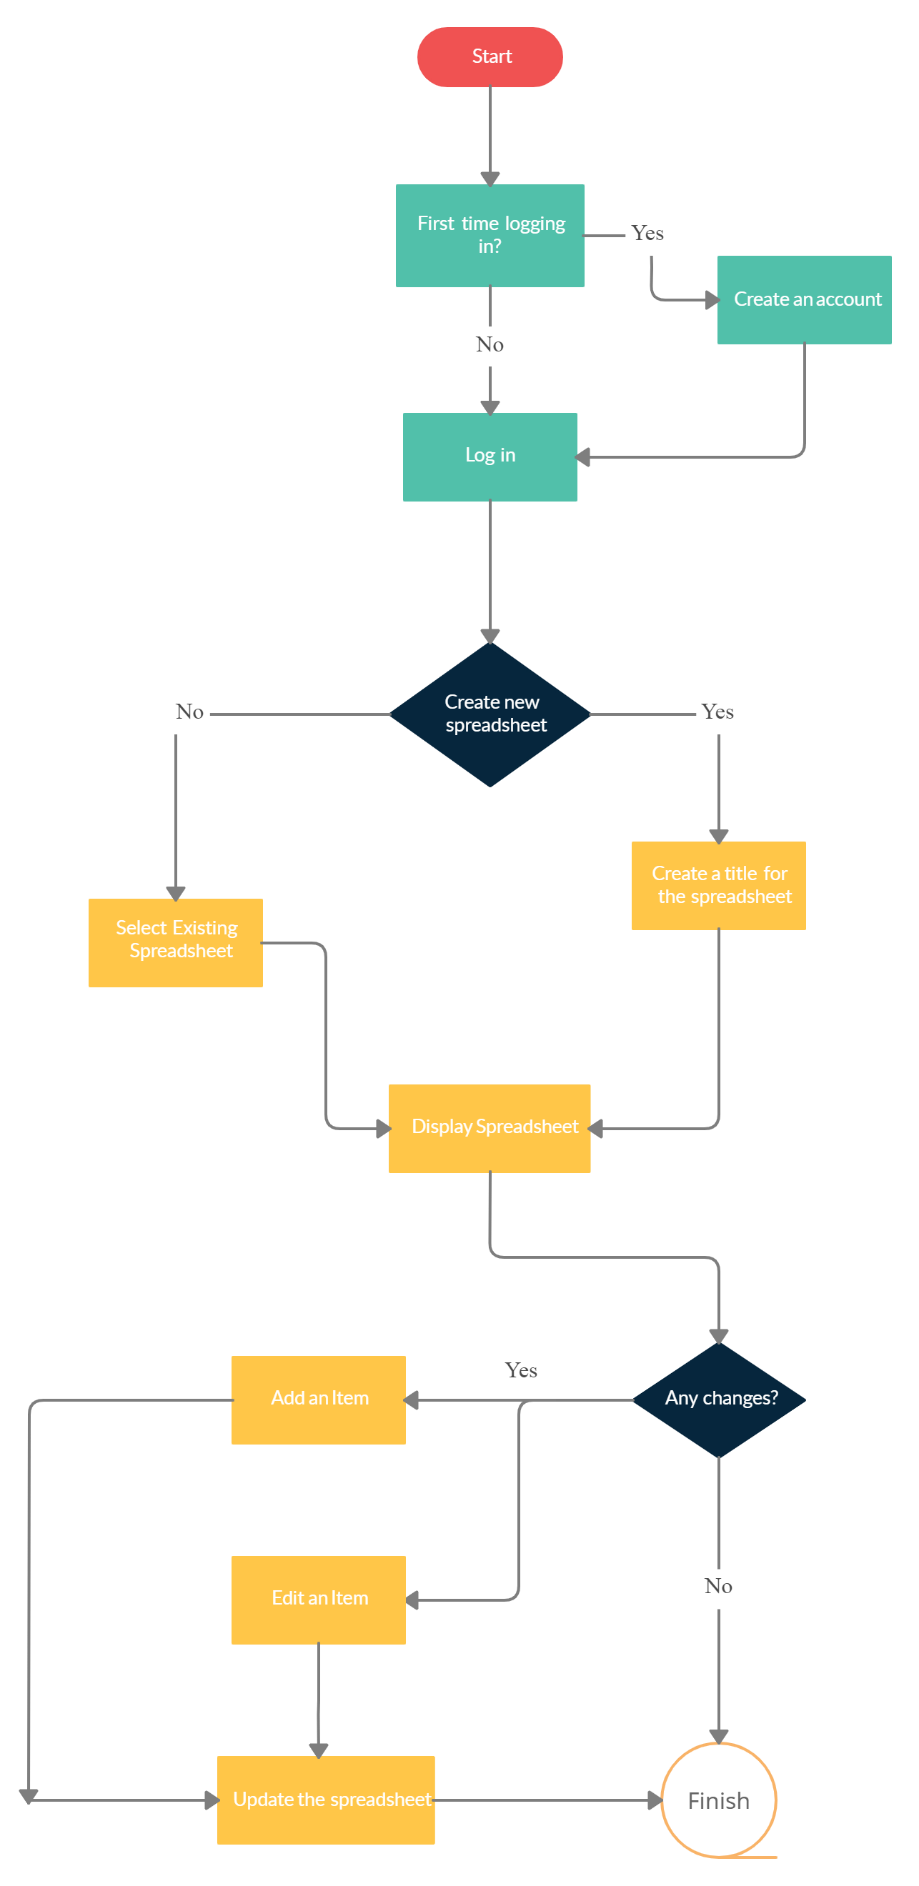 Start
First time logging
in?
Yes
Create an account
No
Log in
Create new
spreadsheet
No
Yes
Create a title for
the spreadsheet
Select Existing
Spreadsheet
Display Spreadsheet
Yes
Add an Item
Any changes?
No
Edit an Item
Update the spreadsheet
Finish